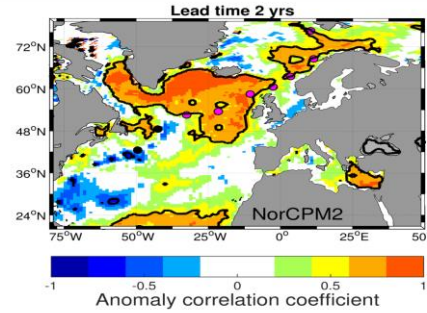 Lead time 2 yrs
72°N
60°N
48°N
36°N
24°N
NorCPM2
75°W 50°W 25°W 0° 25°E 50°E
-1 -0.5 0 0.5 1
Anomaly correlation coefficient